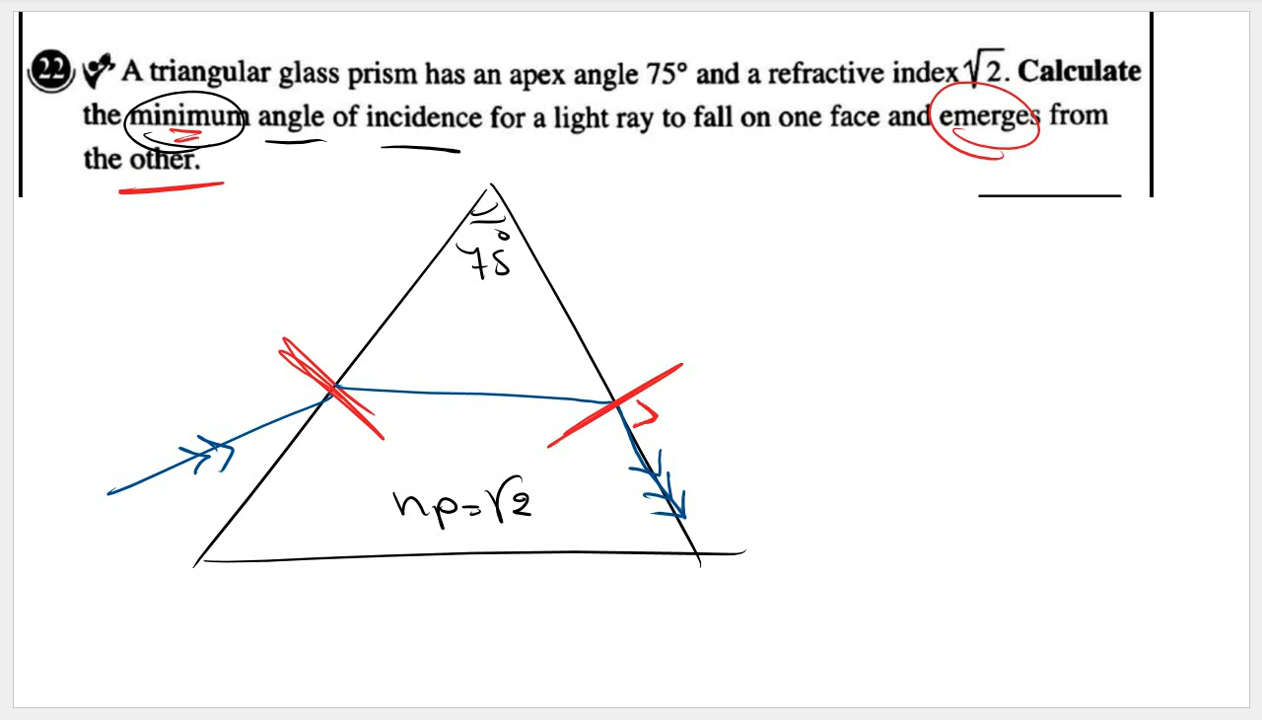 22 A triangular glass prism has an apex angle 75° and a refractive index √2. Calculate
the minimum angle of incidence for a light ray to fall on one face and emerges from
the other.
75°
np=√2